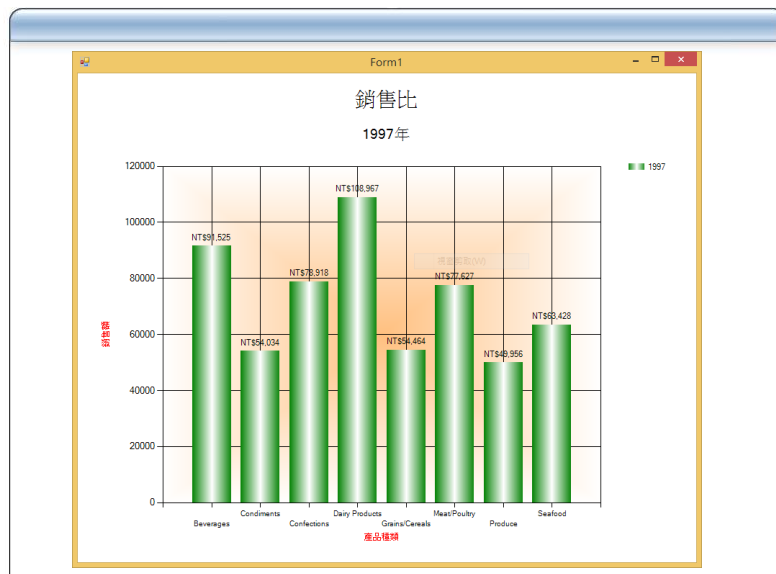 Form1
銷售比
1997年
1997
120000
100000
80000
60000
40000
20000
0
NT$91,525
NT$54,034
NT$78,918
NT$108,967
NT$54,464
NT$77,627
NT$49,956
NT$63,428
銷售額
Beverages
Condiments
Confections
Dairy Products
Grains/Cereals
Meat/Poultry
Produce
Seafood
產品種類